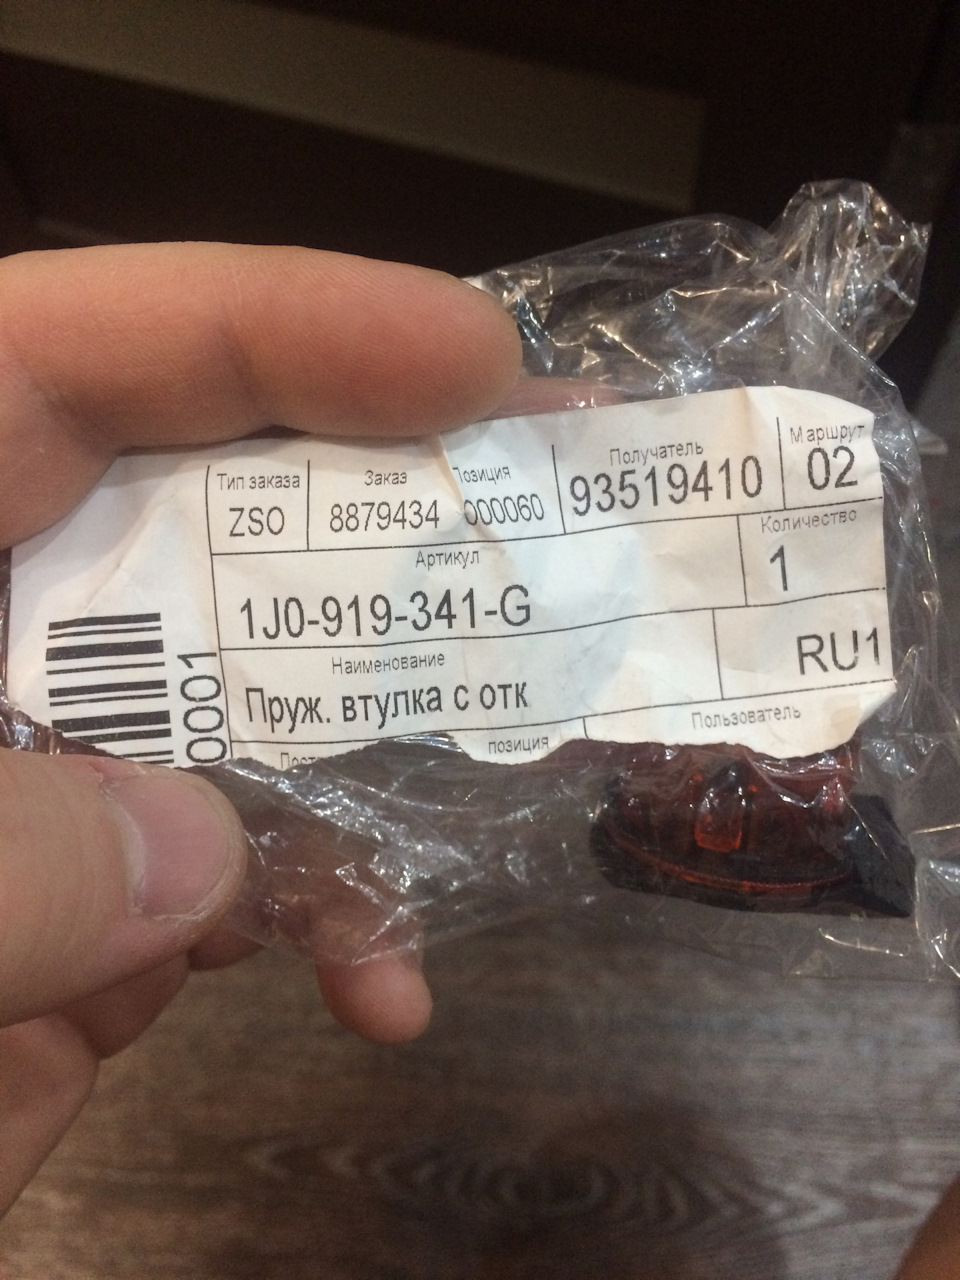 Тип заказа Заказ Позиция Получатель Маршрут
ZSO 8879434 000060 93519410 02
Артикул Количество
1J0-919-341-G 1
Наименование
Пруж. втулка с отк RU1
позиция Пользователь
0001